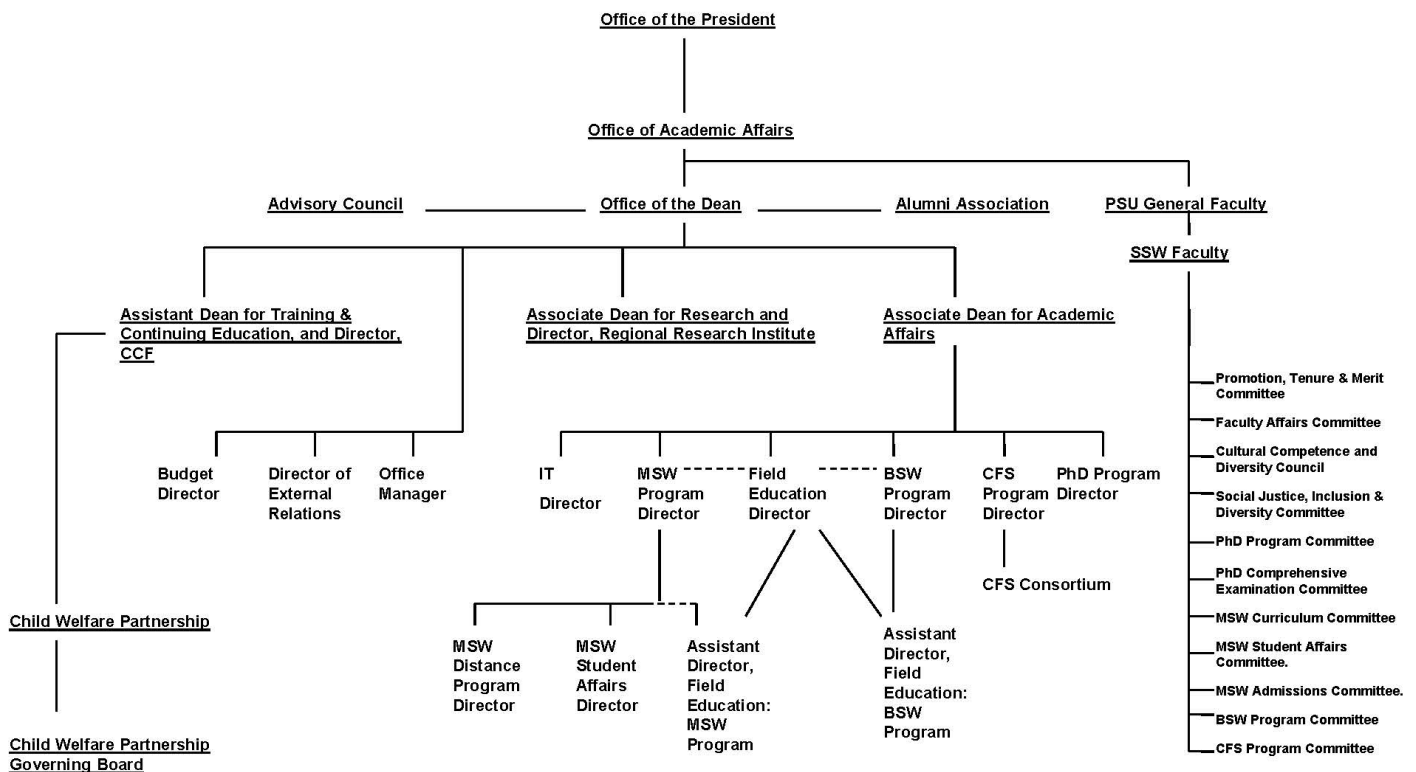 Office of the President
Office of Academic Affairs
Advisory Council
Office of the Dean
Alumni Association
PSU General Faculty
SSW Faculty
Assistant Dean for Training &
Continuing Education, and Director,
CCF
Associate Dean for Research and
Director, Regional Research Institute
Associate Dean for Academic
Affairs
Promotion, Tenure & Merit
Committee
Faculty Affairs Committee
Cultural Competence and
Diversity Council
Social Justice, Inclusion &
Diversity Committee
PhD Program Committee
PhD Comprehensive
Examination Committee
MSW Curriculum Committee
MSW Student Affairs
Committee.
MSW Admissions Committee.
BSW Program Committee
CFS Program Committee
Budget
Director
Director of
External
Relations
Office
Manager
IT
Director
MSW
Program
Director
Field
Education
Director
BSW
Program
Director
CFS
Program
Director
PhD Program
Director
CFS Consortium
Child Welfare Partnership
MSW
Distance
Program
Director
MSW
Student
Affairs
Director
Assistant
Director,
Field
Education:
MSW
Program
Assistant
Director,
Field
Education:
BSW
Program
Child Welfare Partnership
Governing Board